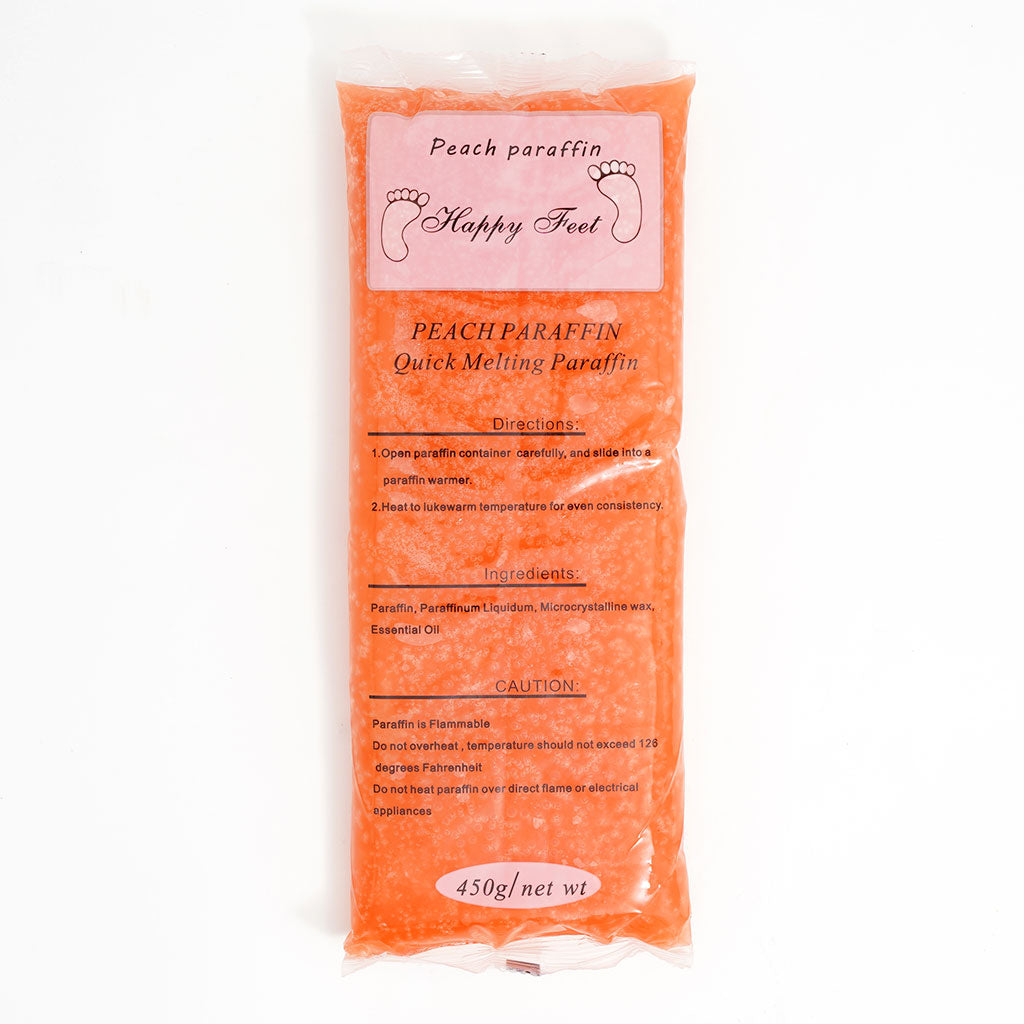 Peach paraffin
Happy Feet
PEACH PARAFFIN
Quick Melting Paraffin
Directions:
1.Open paraffin container carefully, and slide into a
paraffin warmer.
2.Heat to lukewarm temperature for even consistency.
Ingredients:
Paraffin, Paraffinum Liquidum, Microcrystalline wax,
Essential Oil
CAUTION:
Paraffin is Flammable
Do not overheat , temperature should not exceed 126
degrees Fahrenheit
Do not heat paraffin over direct flame or electrical
appliances
450g/net wt